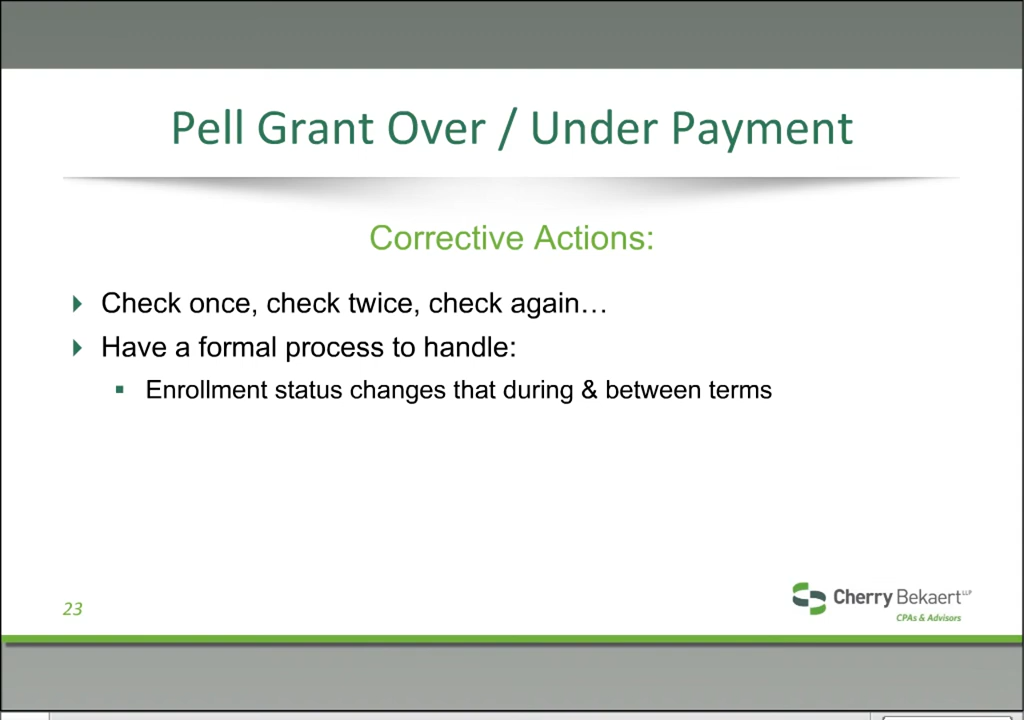 Pell Grant Over / Under Payment
Corrective Actions:
Check once, check twice, check again…
Have a formal process to handle:
Enrollment status changes that during & between terms
23
Cherry Bekaert LLP
CPAs & Advisors